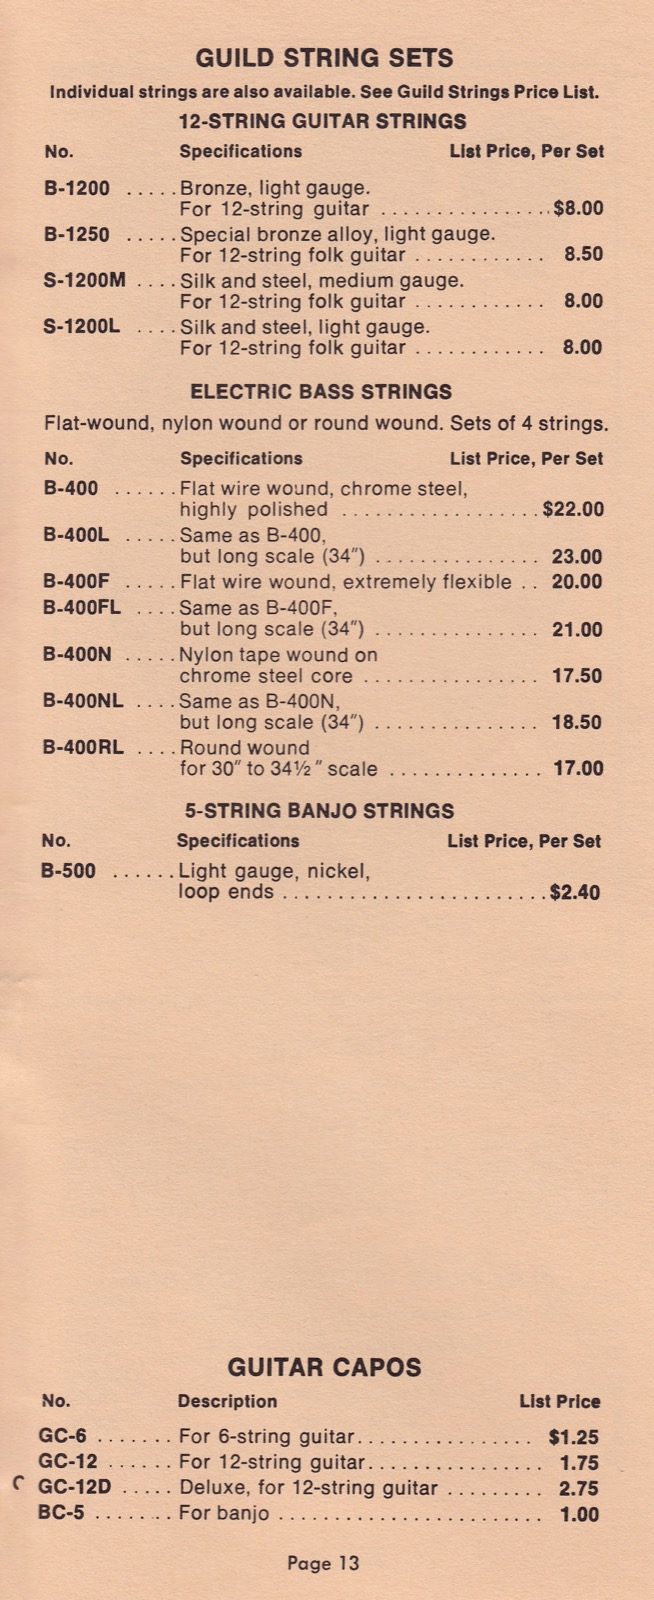 GUILD STRING SETS
Individual strings are also available. See Guild Strings Price List.
12-STRING GUITAR STRINGS
No. Specifications List Price, Per Set
B-1200 ..... Bronze, light gauge.
For 12-string guitar ............... $8.00
B-1250 ..... Special bronze alloy, light gauge.
For 12-string folk guitar ............ 8.50
S-1200M .... Silk and steel, medium gauge.
For 12-string folk guitar ............ 8.00
S-1200L .... Silk and steel, light gauge.
For 12-string folk guitar ............ 8.00
ELECTRIC BASS STRINGS
Flat-wound, nylon wound or round wound. Sets of 4 strings.
No. Specifications List Price, Per Set
B-400 ...... Flat wire wound, chrome steel,
highly polished .................. $22.00
B-400L ..... Same as B-400,
but long scale (34″) ............... 23.00
B-400F ..... Flat wire wound, extremely flexible .. 20.00
B-400FL .... Same as B-400F,
but long scale (34″) ............... 21.00
B-400N ..... Nylon tape wound on
chrome steel core ................ 17.50
B-400NL .... Same as B-400N,
but long scale (34″) ............... 18.50
B-400RL .... Round wound
for 30″ to 34½″ scale .............. 17.00
5-STRING BANJO STRINGS
No. Specifications List Price, Per Set
B-500 ...... Light gauge, nickel,
loop ends ........................ $2.40
GUITAR CAPOS
No. Description List Price
GC-6 ....... For 6-string guitar ................. $1.25
GC-12 ...... For 12-string guitar ................ 1.75
GC-12D ..... Deluxe, for 12-string guitar ......... 2.75
BC-5 ....... For banjo ........................ 1.00
Page 13